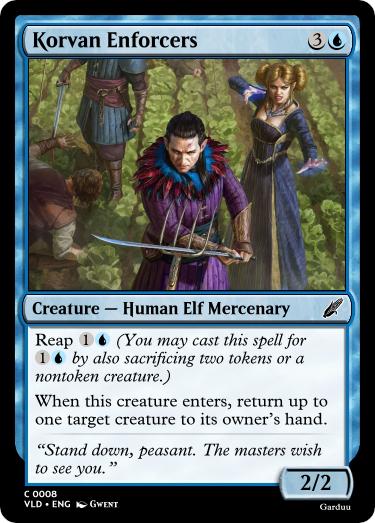 Korvan Enforcers 3
Creature — Human Elf Mercenary
Reap 1 (You may cast this spell for
1 by also sacrificing two tokens or a
nontoken creature.)
When this creature enters, return up to
one target creature to its owner's hand.
"Stand down, peasant. The masters wish
to see you."
2/2
C 0008
VLD • ENG Gwent
Garduu